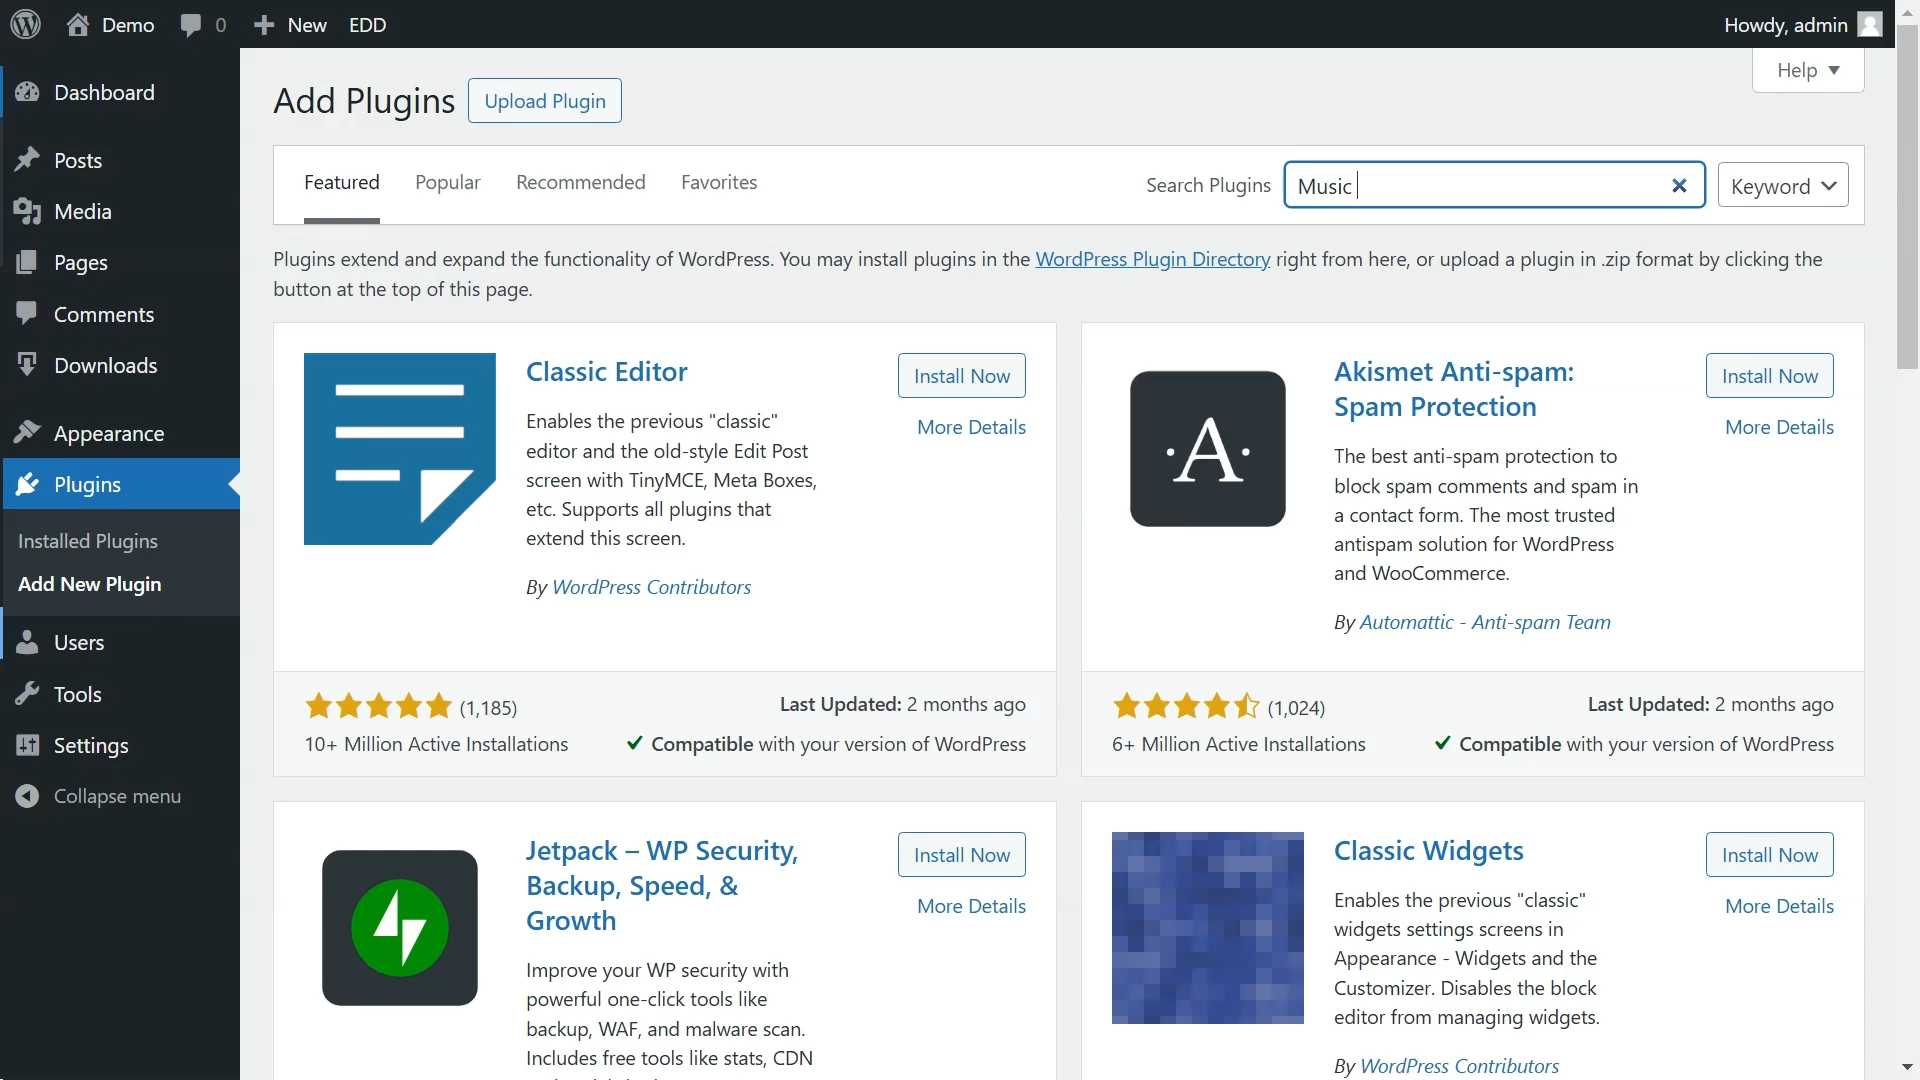 Demo 0 New EDD Howdy, admin
Help
Dashboard
Posts
Media
Pages
Comments
Downloads
Appearance
Plugins
Installed Plugins
Add New Plugin
Users
Tools
Settings
Collapse menu
Add Plugins Upload Plugin
Featured Popular Recommended Favorites Search Plugins Music Keyword
Plugins extend and expand the functionality of WordPress. You may install plugins in the WordPress Plugin Directory right from here, or upload a plugin in .zip format by clicking the
button at the top of this page.
Classic Editor
Install Now
More Details
Enables the previous "classic"
editor and the old-style Edit Post
screen with TinyMCE, Meta Boxes,
etc. Supports all plugins that
extend this screen.
By WordPress Contributors
(1,185)
Last Updated: 2 months ago
10+ Million Active Installations
Compatible with your version of WordPress
·A·
Akismet Anti-spam:
Spam Protection
Install Now
More Details
The best anti-spam protection to
block spam comments and spam in
a contact form. The most trusted
antispam solution for WordPress
and WooCommerce.
By Automattic - Anti-spam Team
(1,024)
Last Updated: 2 months ago
6+ Million Active Installations
Compatible with your version of WordPress
Jetpack – WP Security,
Backup, Speed, &
Growth
Install Now
More Details
Improve your WP security with
powerful one-click tools like
backup, WAF, and malware scan.
Includes free tools like stats, CDN
Classic Widgets
Install Now
More Details
Enables the previous "classic"
widgets settings screens in
Appearance - Widgets and the
Customizer. Disables the block
editor from managing widgets.
By WordPress Contributors